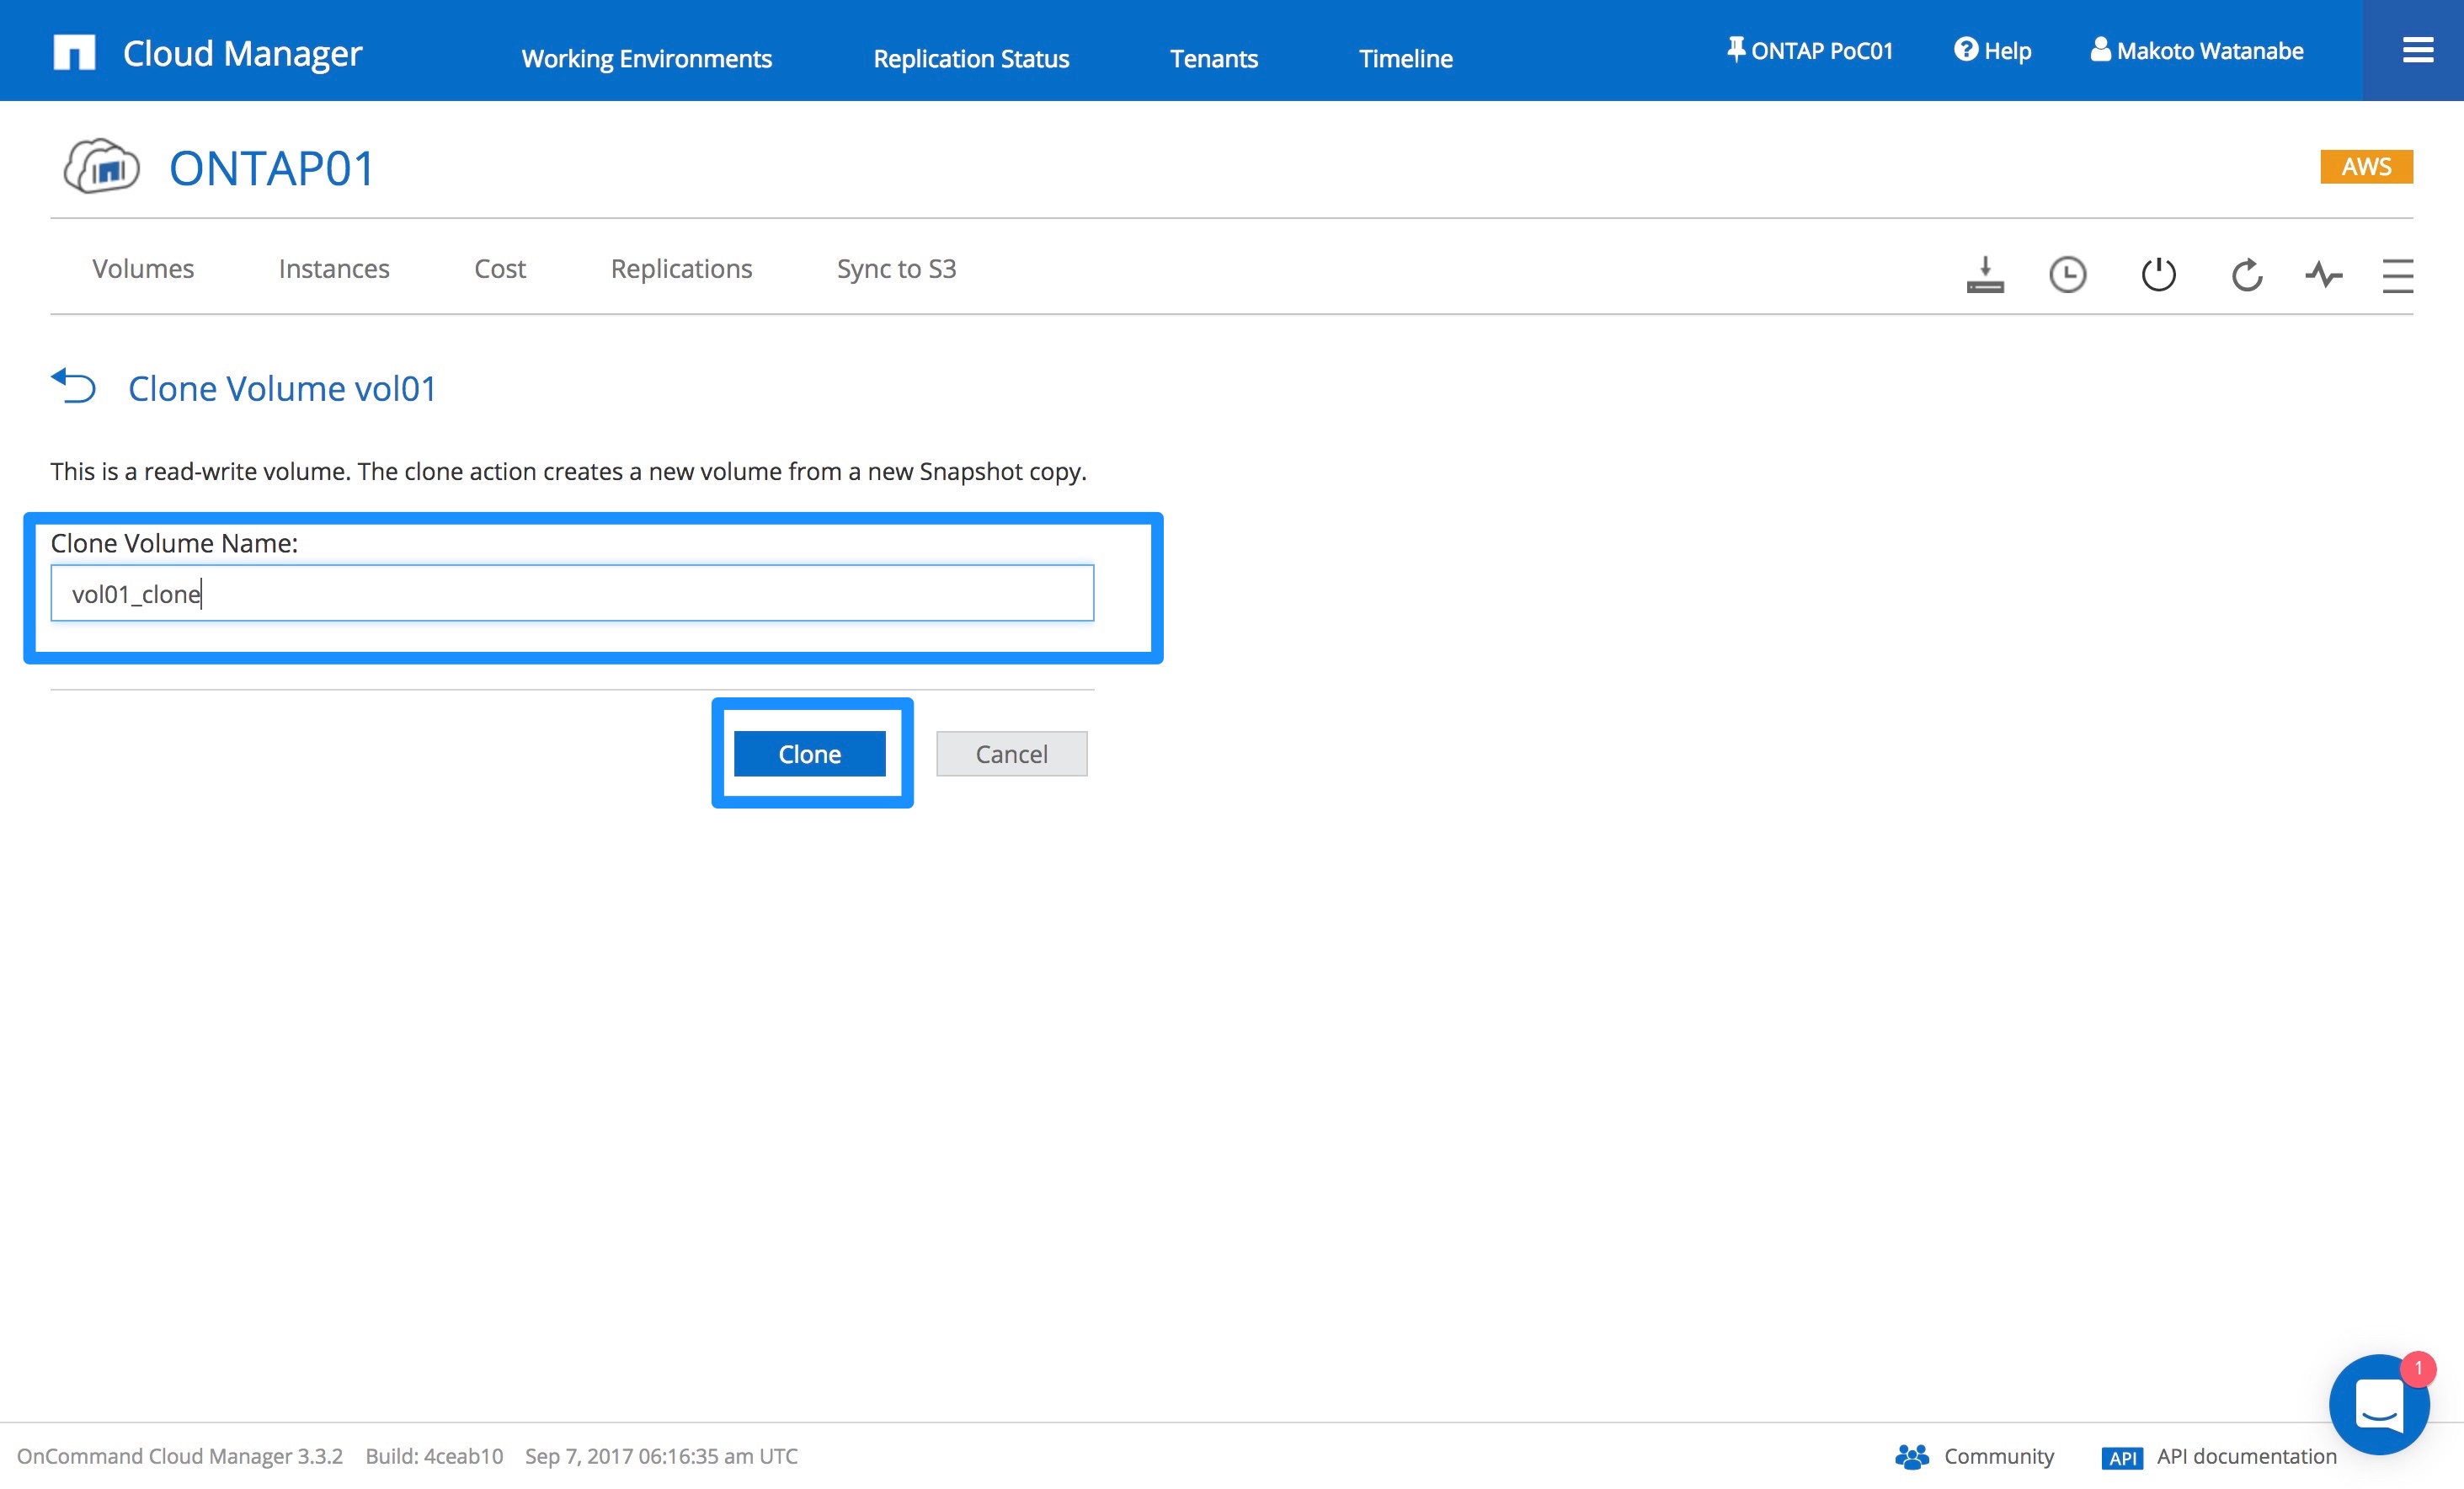 Cloud Manager Working Environments Replication Status Tenants Timeline ONTAP PoC01 Help Makoto Watanabe
ONTAP01 AWS
Volumes Instances Cost Replications Sync to S3
Clone Volume vol01
This is a read-write volume. The clone action creates a new volume from a new Snapshot copy.
Clone Volume Name:
vol01_clone
Clone Cancel
1
OnCommand Cloud Manager 3.3.2 Build: 4ceab10 Sep 7, 2017 06:16:35 am UTC Community API API documentation